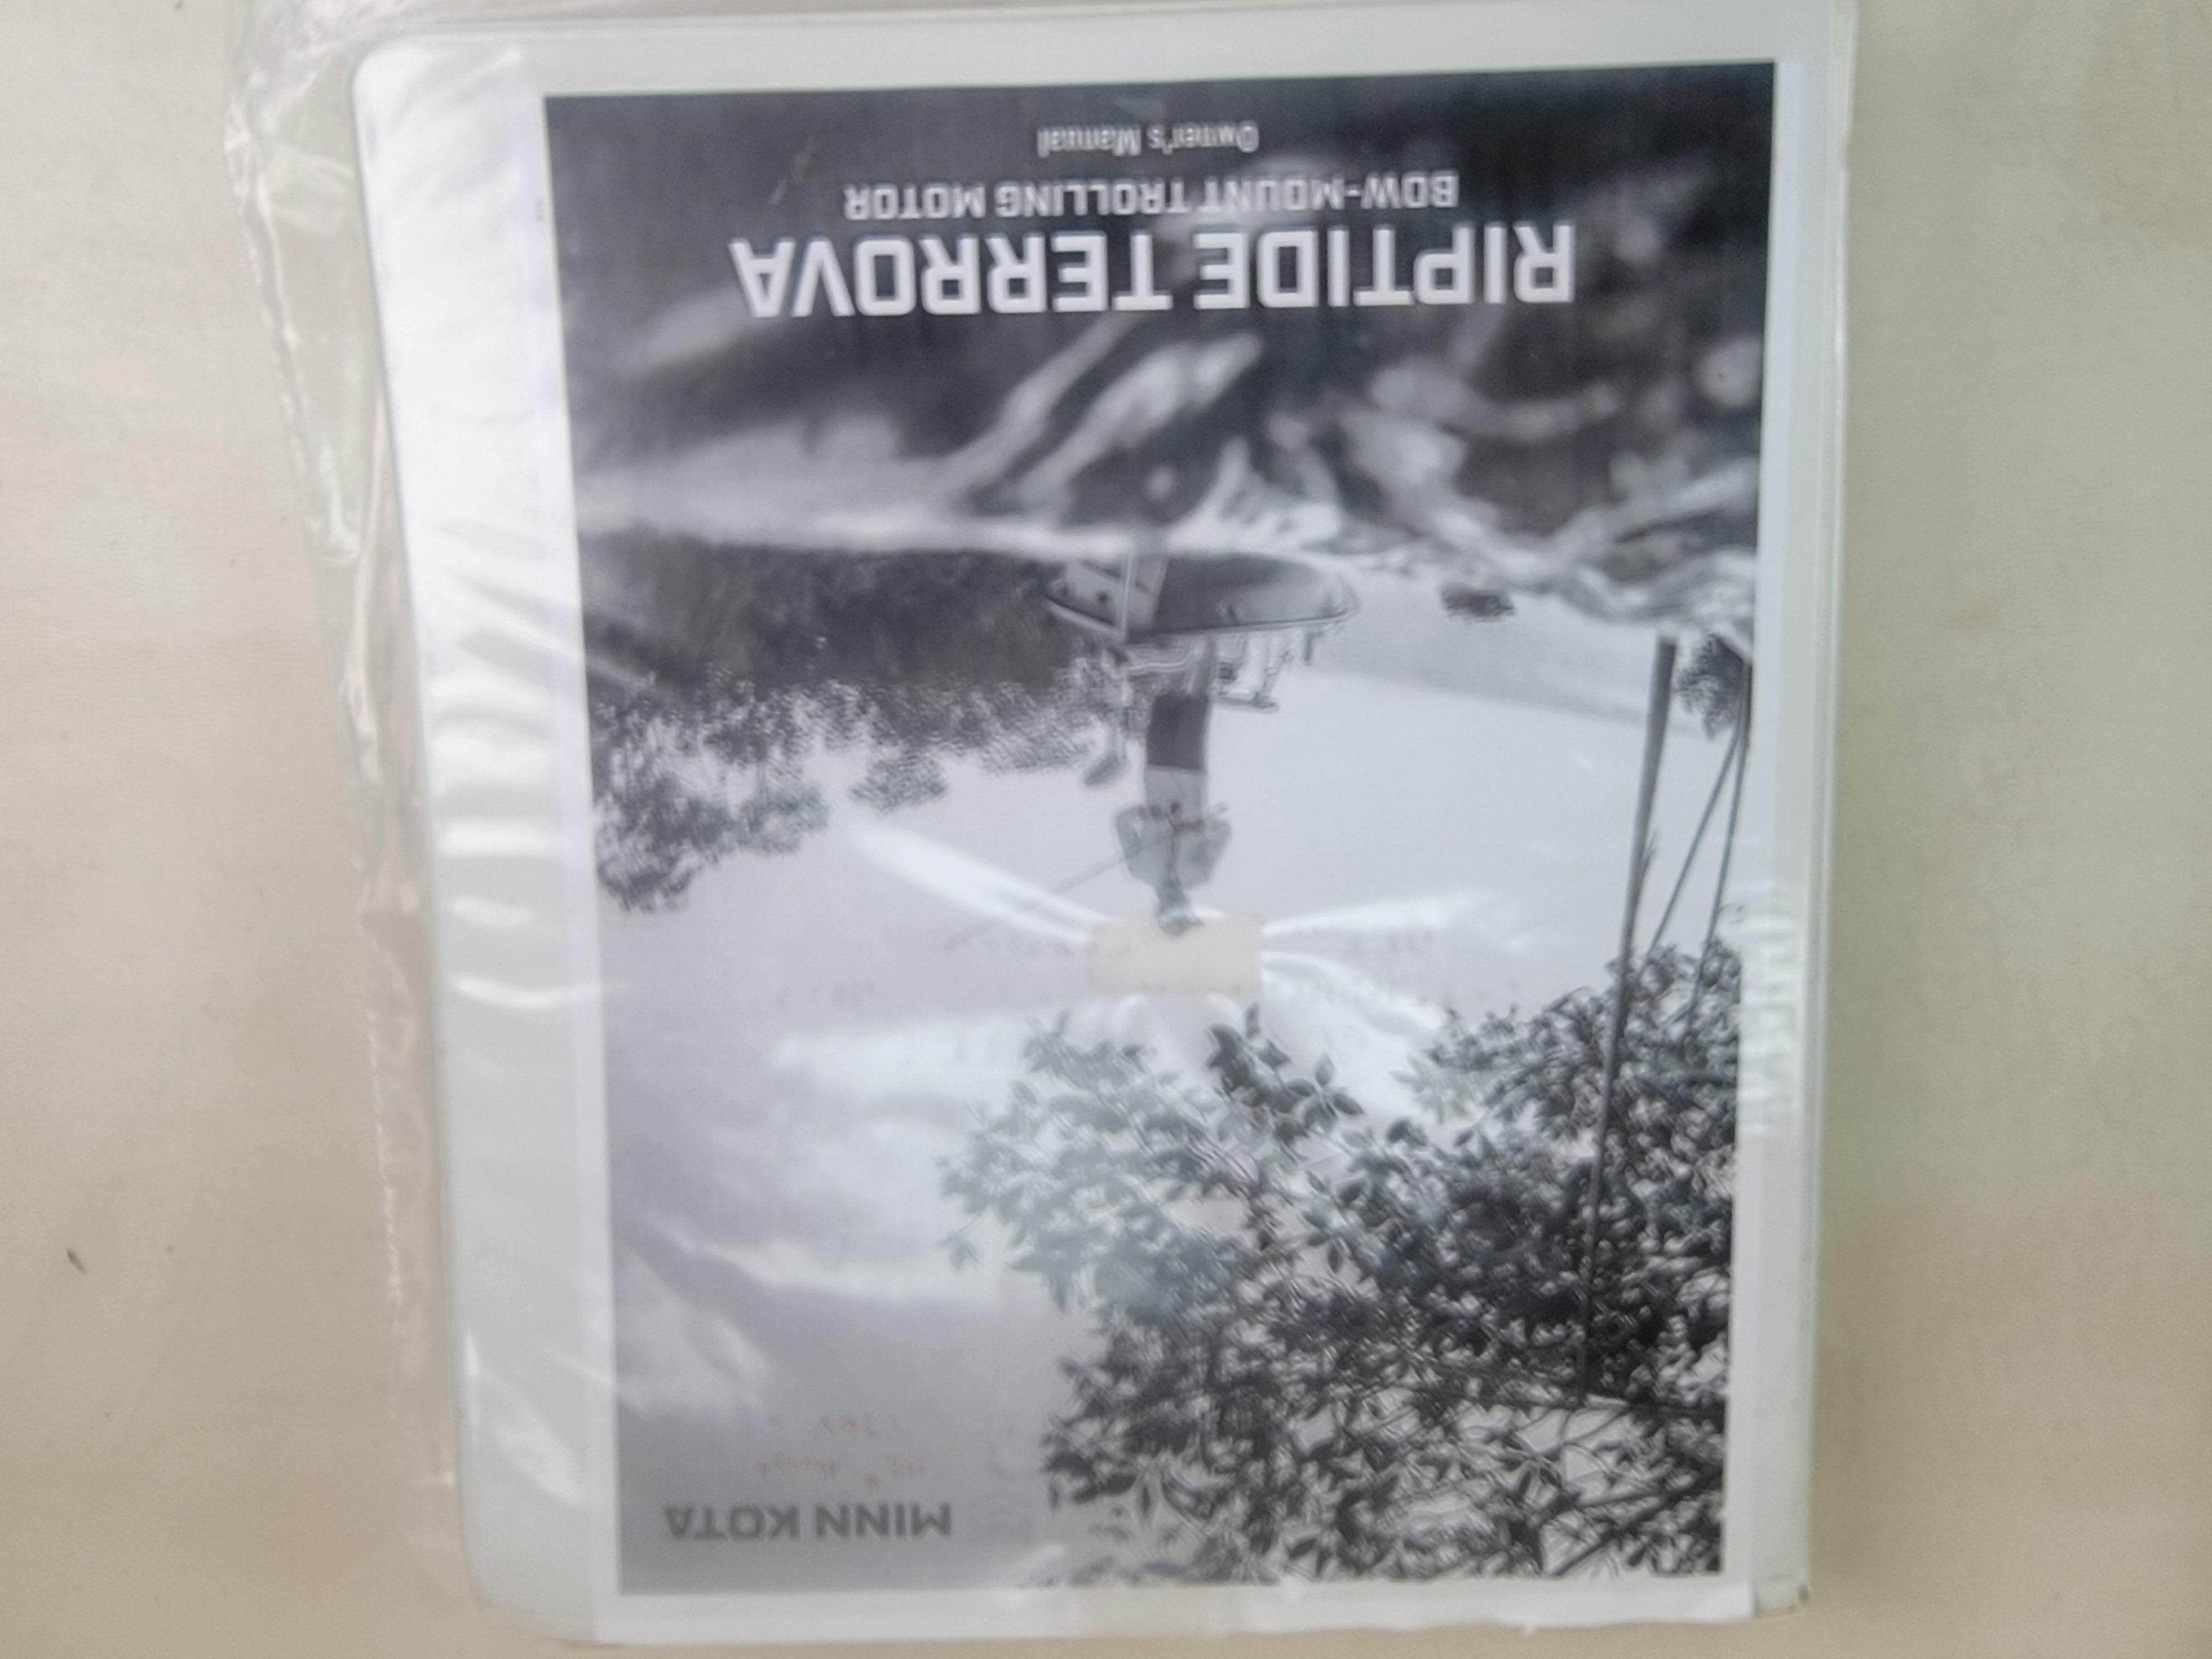 MINN KOTA
RIPTIDE TERROVA
BOW-MOUNT TROLLING MOTOR
Owner's Manual